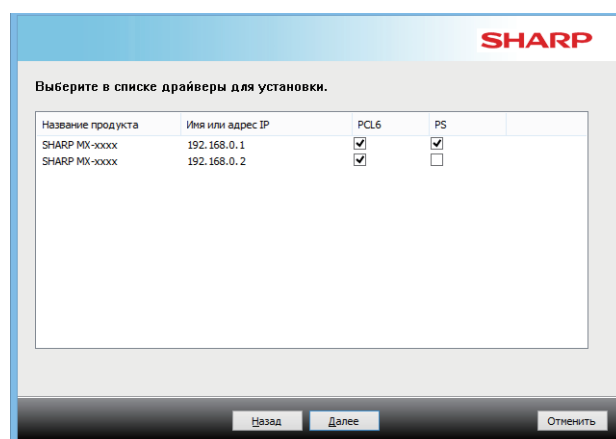 SHARP
Выберите в списке драйверы для установки.
Название продукта Имя или адрес IP PCL6 PS
SHARP MX-xxxx 192.168.0.1
SHARP MX-xxxx 192.168.0.2
Назад Далее Отменить